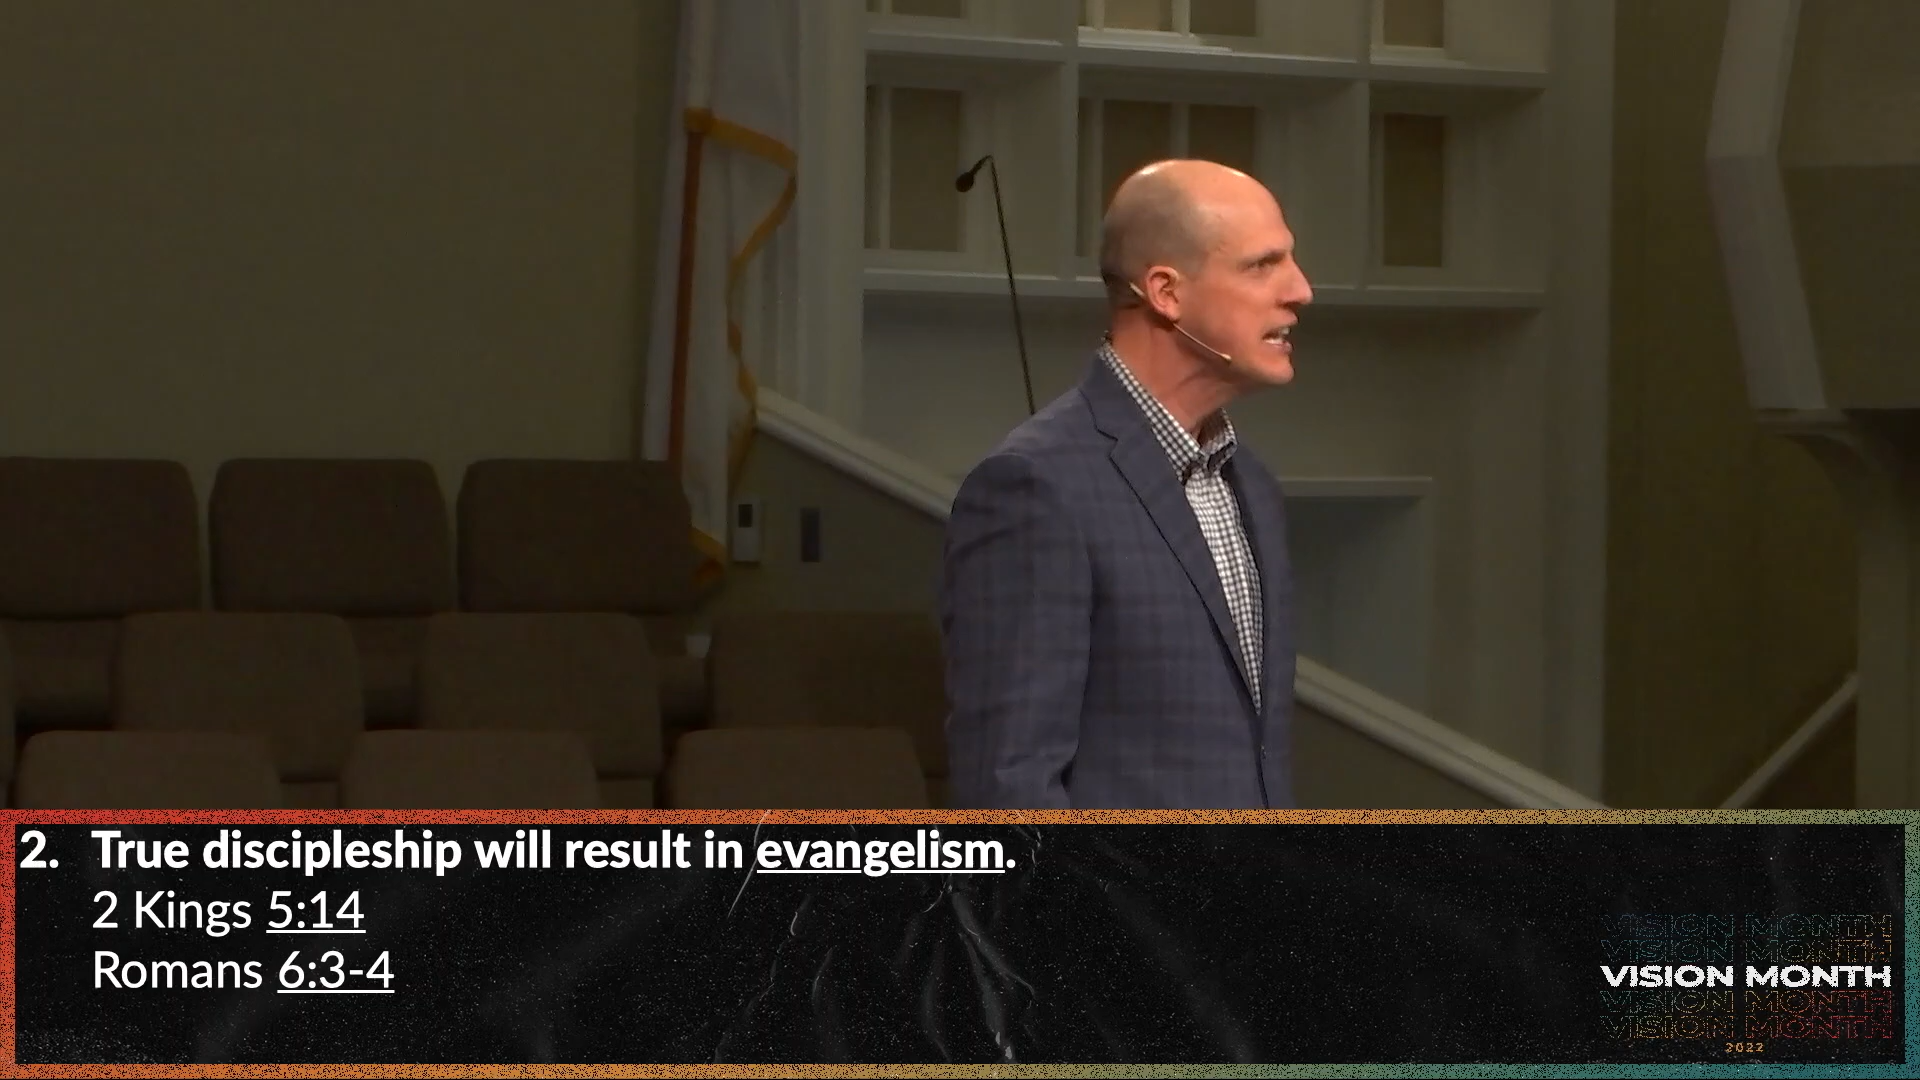 2. True discipleship will result in evangelism.
2 Kings 5:14
Romans 6:3-4
VISION MONTH
VISION MONTH
VISION MONTH
VISION MONTH
VISION MONTH
2022